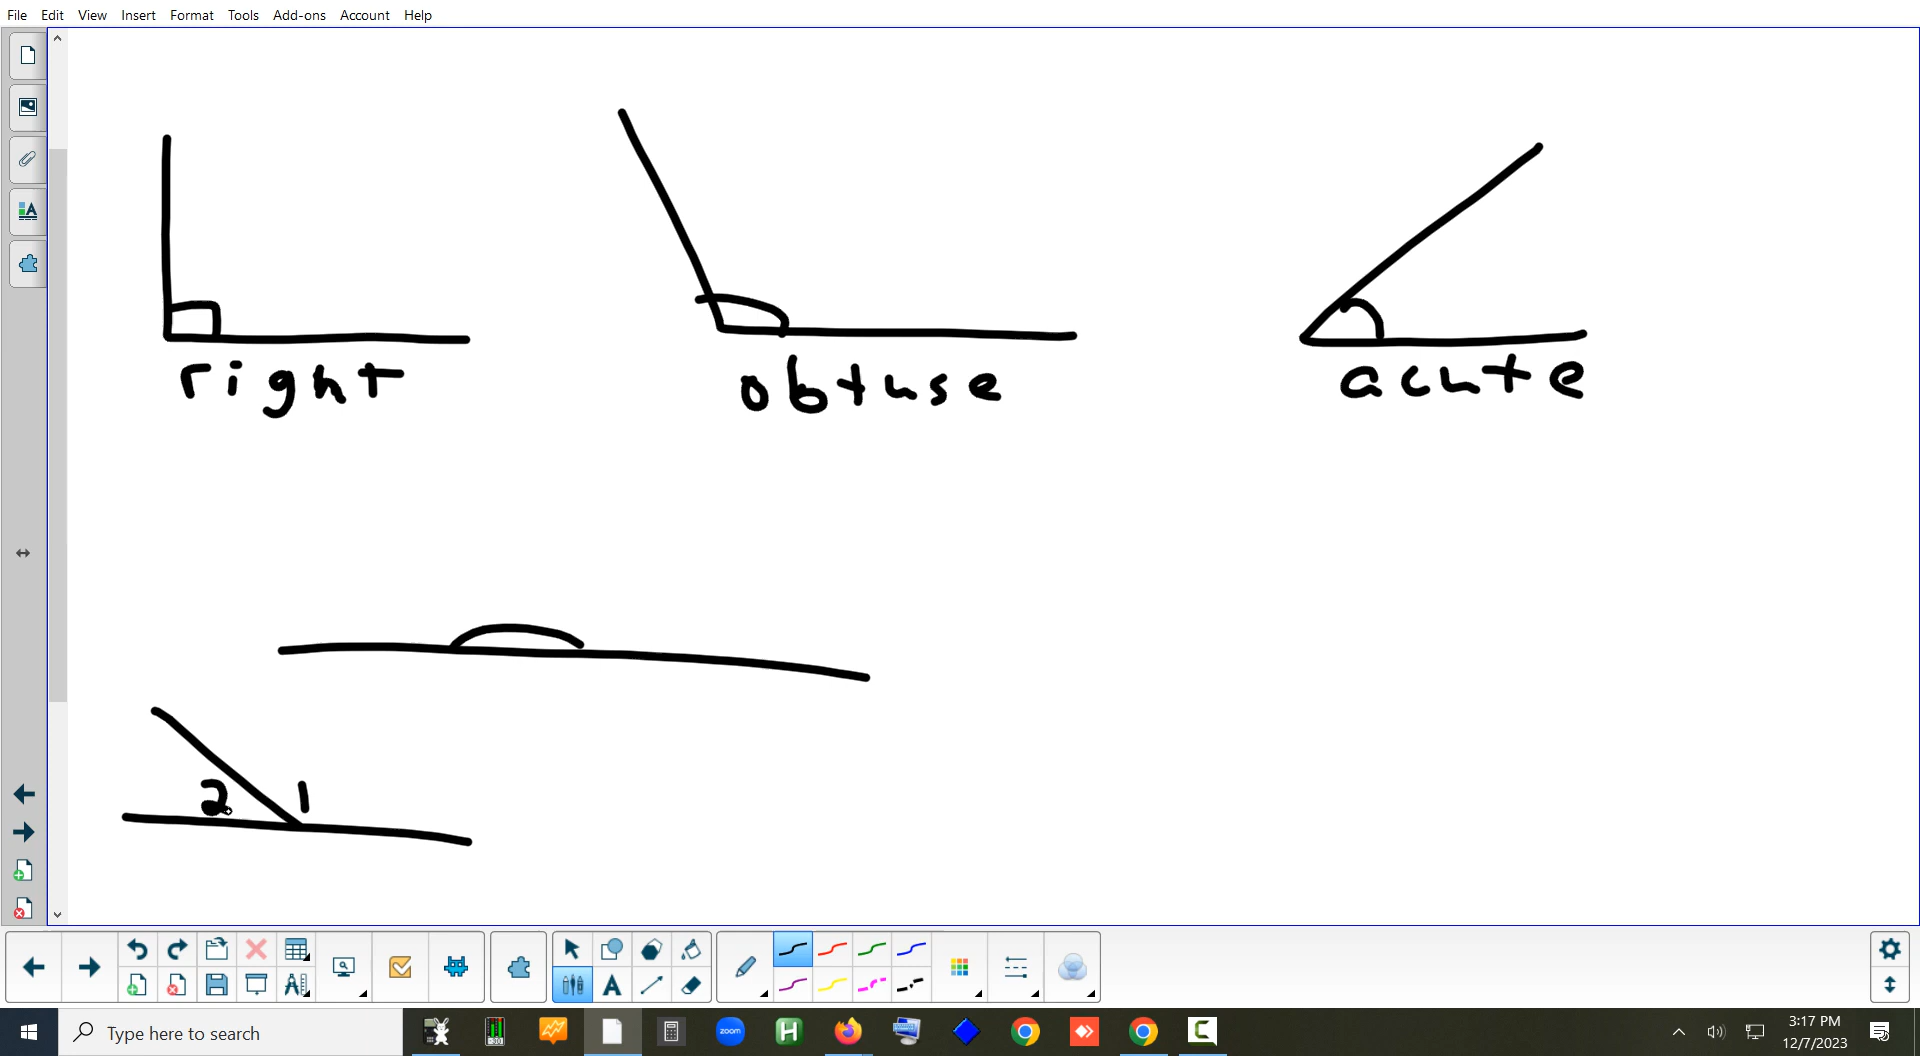 File Edit View Insert Format Tools Add-ons Account Help
right obtuse acute
2 1
Type here to search
zoom
3:17 PM
12/7/2023